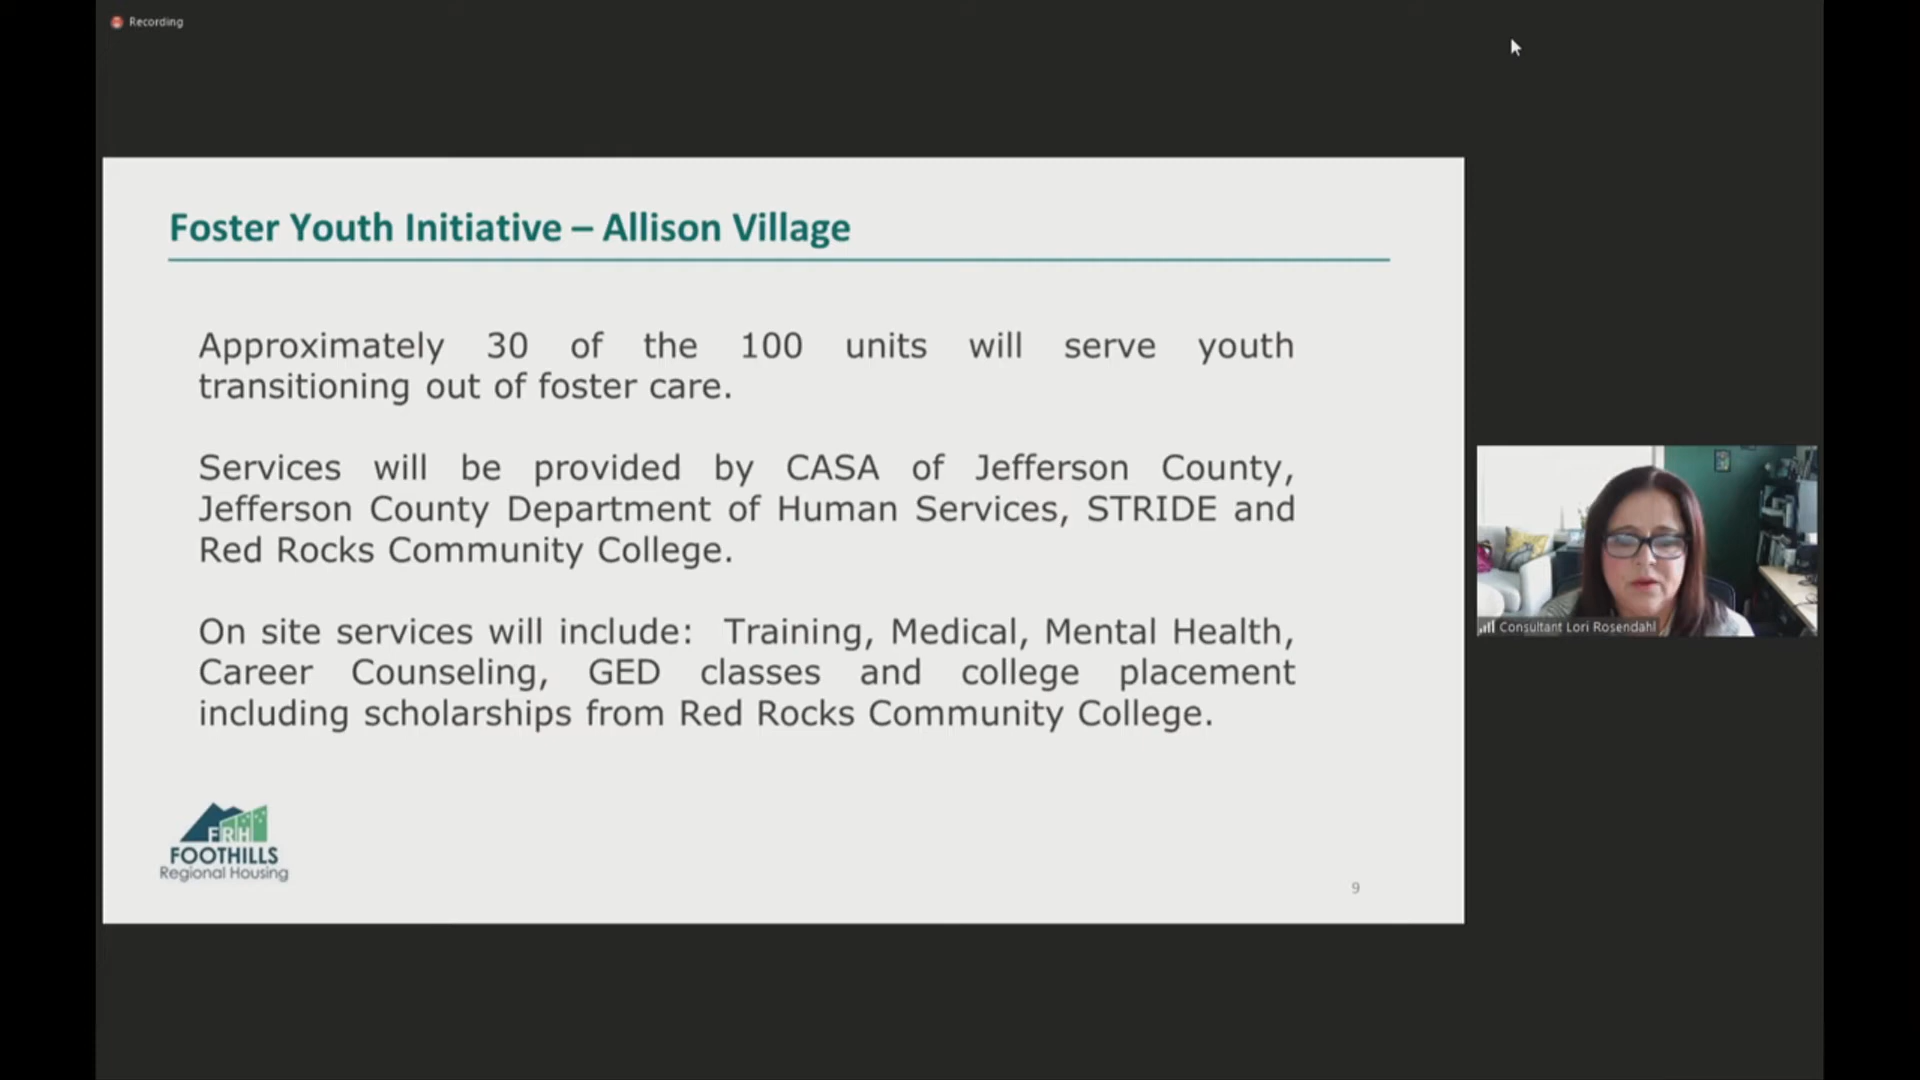 Recording
Foster Youth Initiative – Allison Village
Approximately 30 of the 100 units will serve youth
transitioning out of foster care.
Services will be provided by CASA of Jefferson County,
Jefferson County Department of Human Services, STRIDE and
Red Rocks Community College.
On site services will include: Training, Medical, Mental Health,
Career Counseling, GED classes and college placement
including scholarships from Red Rocks Community College.
Consultant Lori Rosendahl
FRH
FOOTHILLS
Regional Housing
9